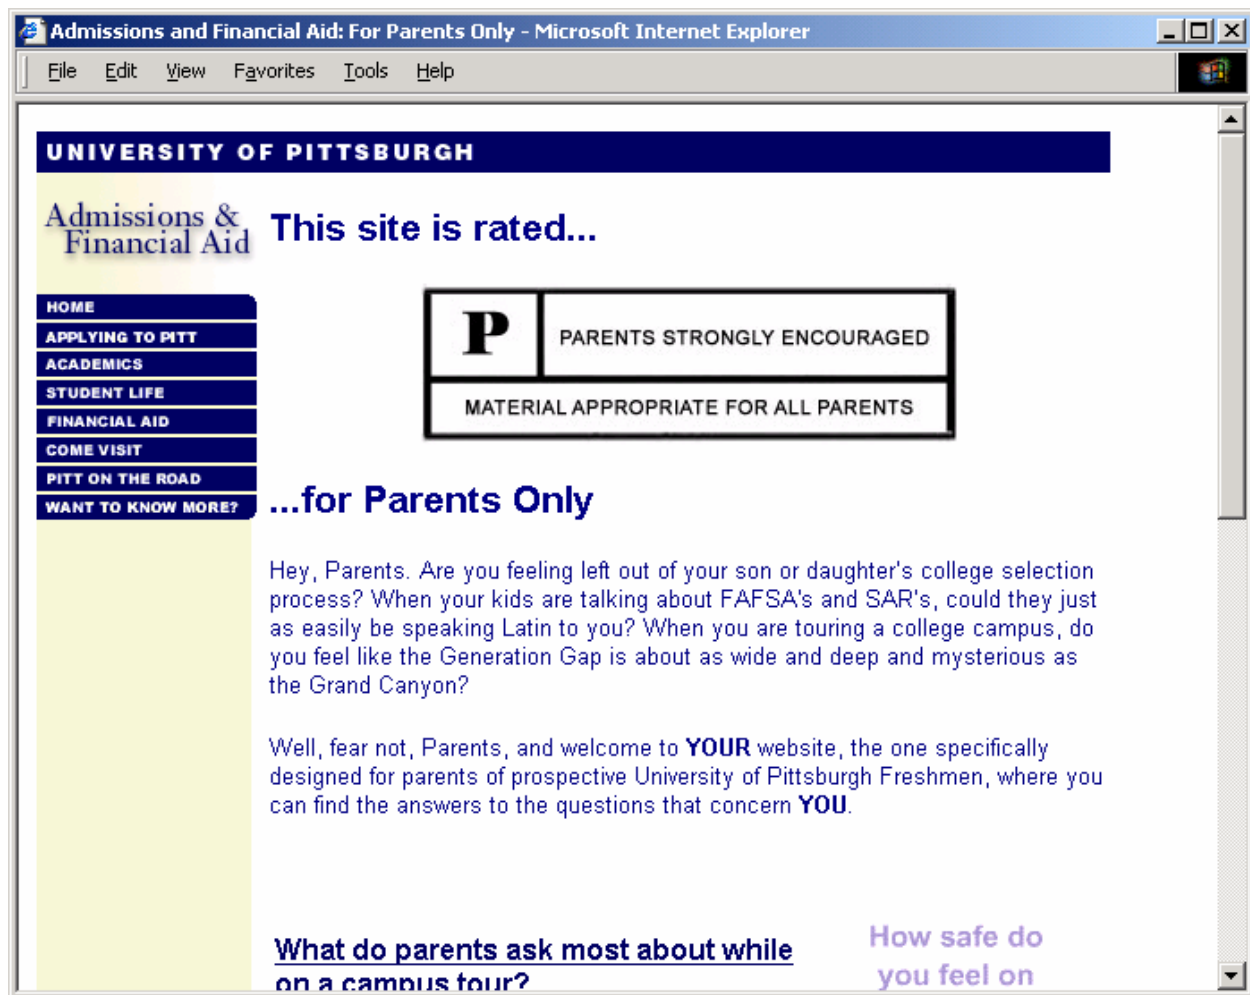 Admissions and Financial Aid: For Parents Only - Microsoft Internet Explorer
File Edit View Favorites Tools Help
UNIVERSITY OF PITTSBURGH
Admissions &
Financial Aid
HOME
APPLYING TO PITT
ACADEMICS
STUDENT LIFE
FINANCIAL AID
COME VISIT
PITT ON THE ROAD
WANT TO KNOW MORE?
This site is rated...
P
PARENTS STRONGLY ENCOURAGED
MATERIAL APPROPRIATE FOR ALL PARENTS
...for Parents Only
Hey, Parents. Are you feeling left out of your son or daughter's college selection
process? When your kids are talking about FAFSA's and SAR's, could they just
as easily be speaking Latin to you? When you are touring a college campus, do
you feel like the Generation Gap is about as wide and deep and mysterious as
the Grand Canyon?
Well, fear not, Parents, and welcome to YOUR website, the one specifically
designed for parents of prospective University of Pittsburgh Freshmen, where you
can find the answers to the questions that concern YOU.
What do parents ask most about while
on a campus tour?
How safe do
you feel on